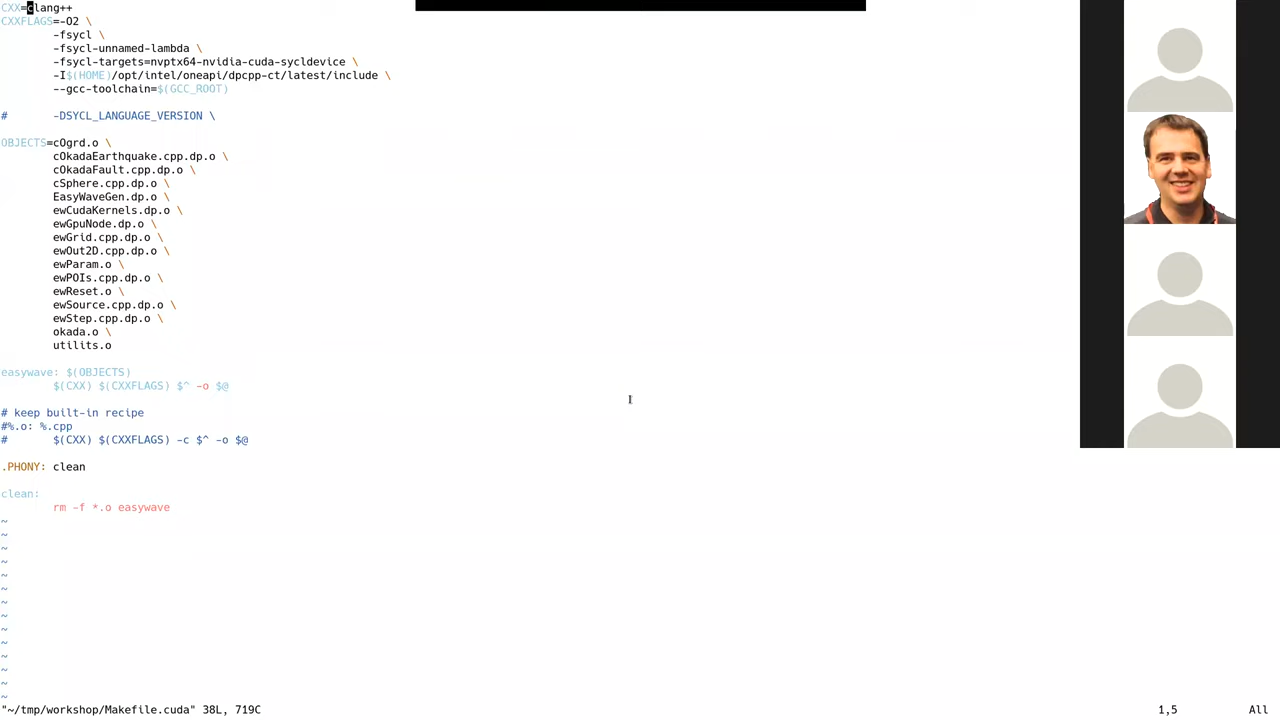 CXX=clang++
CXXFLAGS=-O2 \
-fsycl \
-fsycl-unnamed-lambda \
-fsycl-targets=nvptx64-nvidia-cuda-sycldevice \
-I$(HOME)/opt/intel/oneapi/dpcpp-ct/latest/include \
--gcc-toolchain=$(GCC_ROOT)
#       -DSYCL_LANGUAGE_VERSION \
OBJECTS=cOgrd.o \
cOkadaEarthquake.cpp.dp.o \
cOkadaFault.cpp.dp.o \
cSphere.cpp.dp.o \
EasyWaveGen.dp.o \
ewCudaKernels.dp.o \
ewGpuNode.dp.o \
ewGrid.cpp.dp.o \
ewOut2D.cpp.dp.o \
ewParam.o \
ewPOIs.cpp.dp.o \
ewReset.o \
ewSource.cpp.dp.o \
ewStep.cpp.dp.o \
okada.o \
utilits.o
easywave: $(OBJECTS)
$(CXX) $(CXXFLAGS) $^ -o $@
# keep built-in recipe
#%.o: %.cpp
#       $(CXX) $(CXXFLAGS) -c $^ -o $@
.PHONY: clean
clean:
rm -f *.o easywave
~
~
~
~
~
~
~
~
~
~
~
~
~
~
"~/tmp/workshop/Makefile.cuda" 38L, 719C 1,5 All